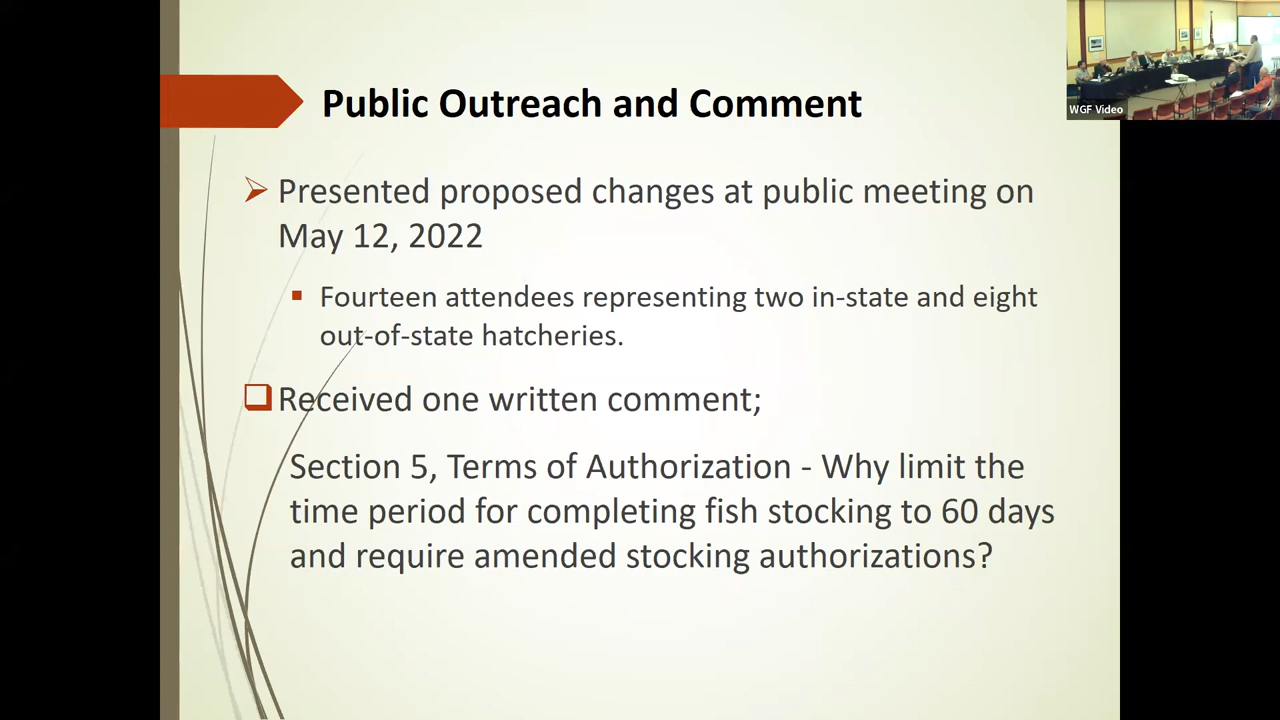 Public Outreach and Comment
WGF Video
Presented proposed changes at public meeting on
May 12, 2022
Fourteen attendees representing two in-state and eight
out-of-state hatcheries.
Received one written comment;
Section 5, Terms of Authorization - Why limit the
time period for completing fish stocking to 60 days
and require amended stocking authorizations?